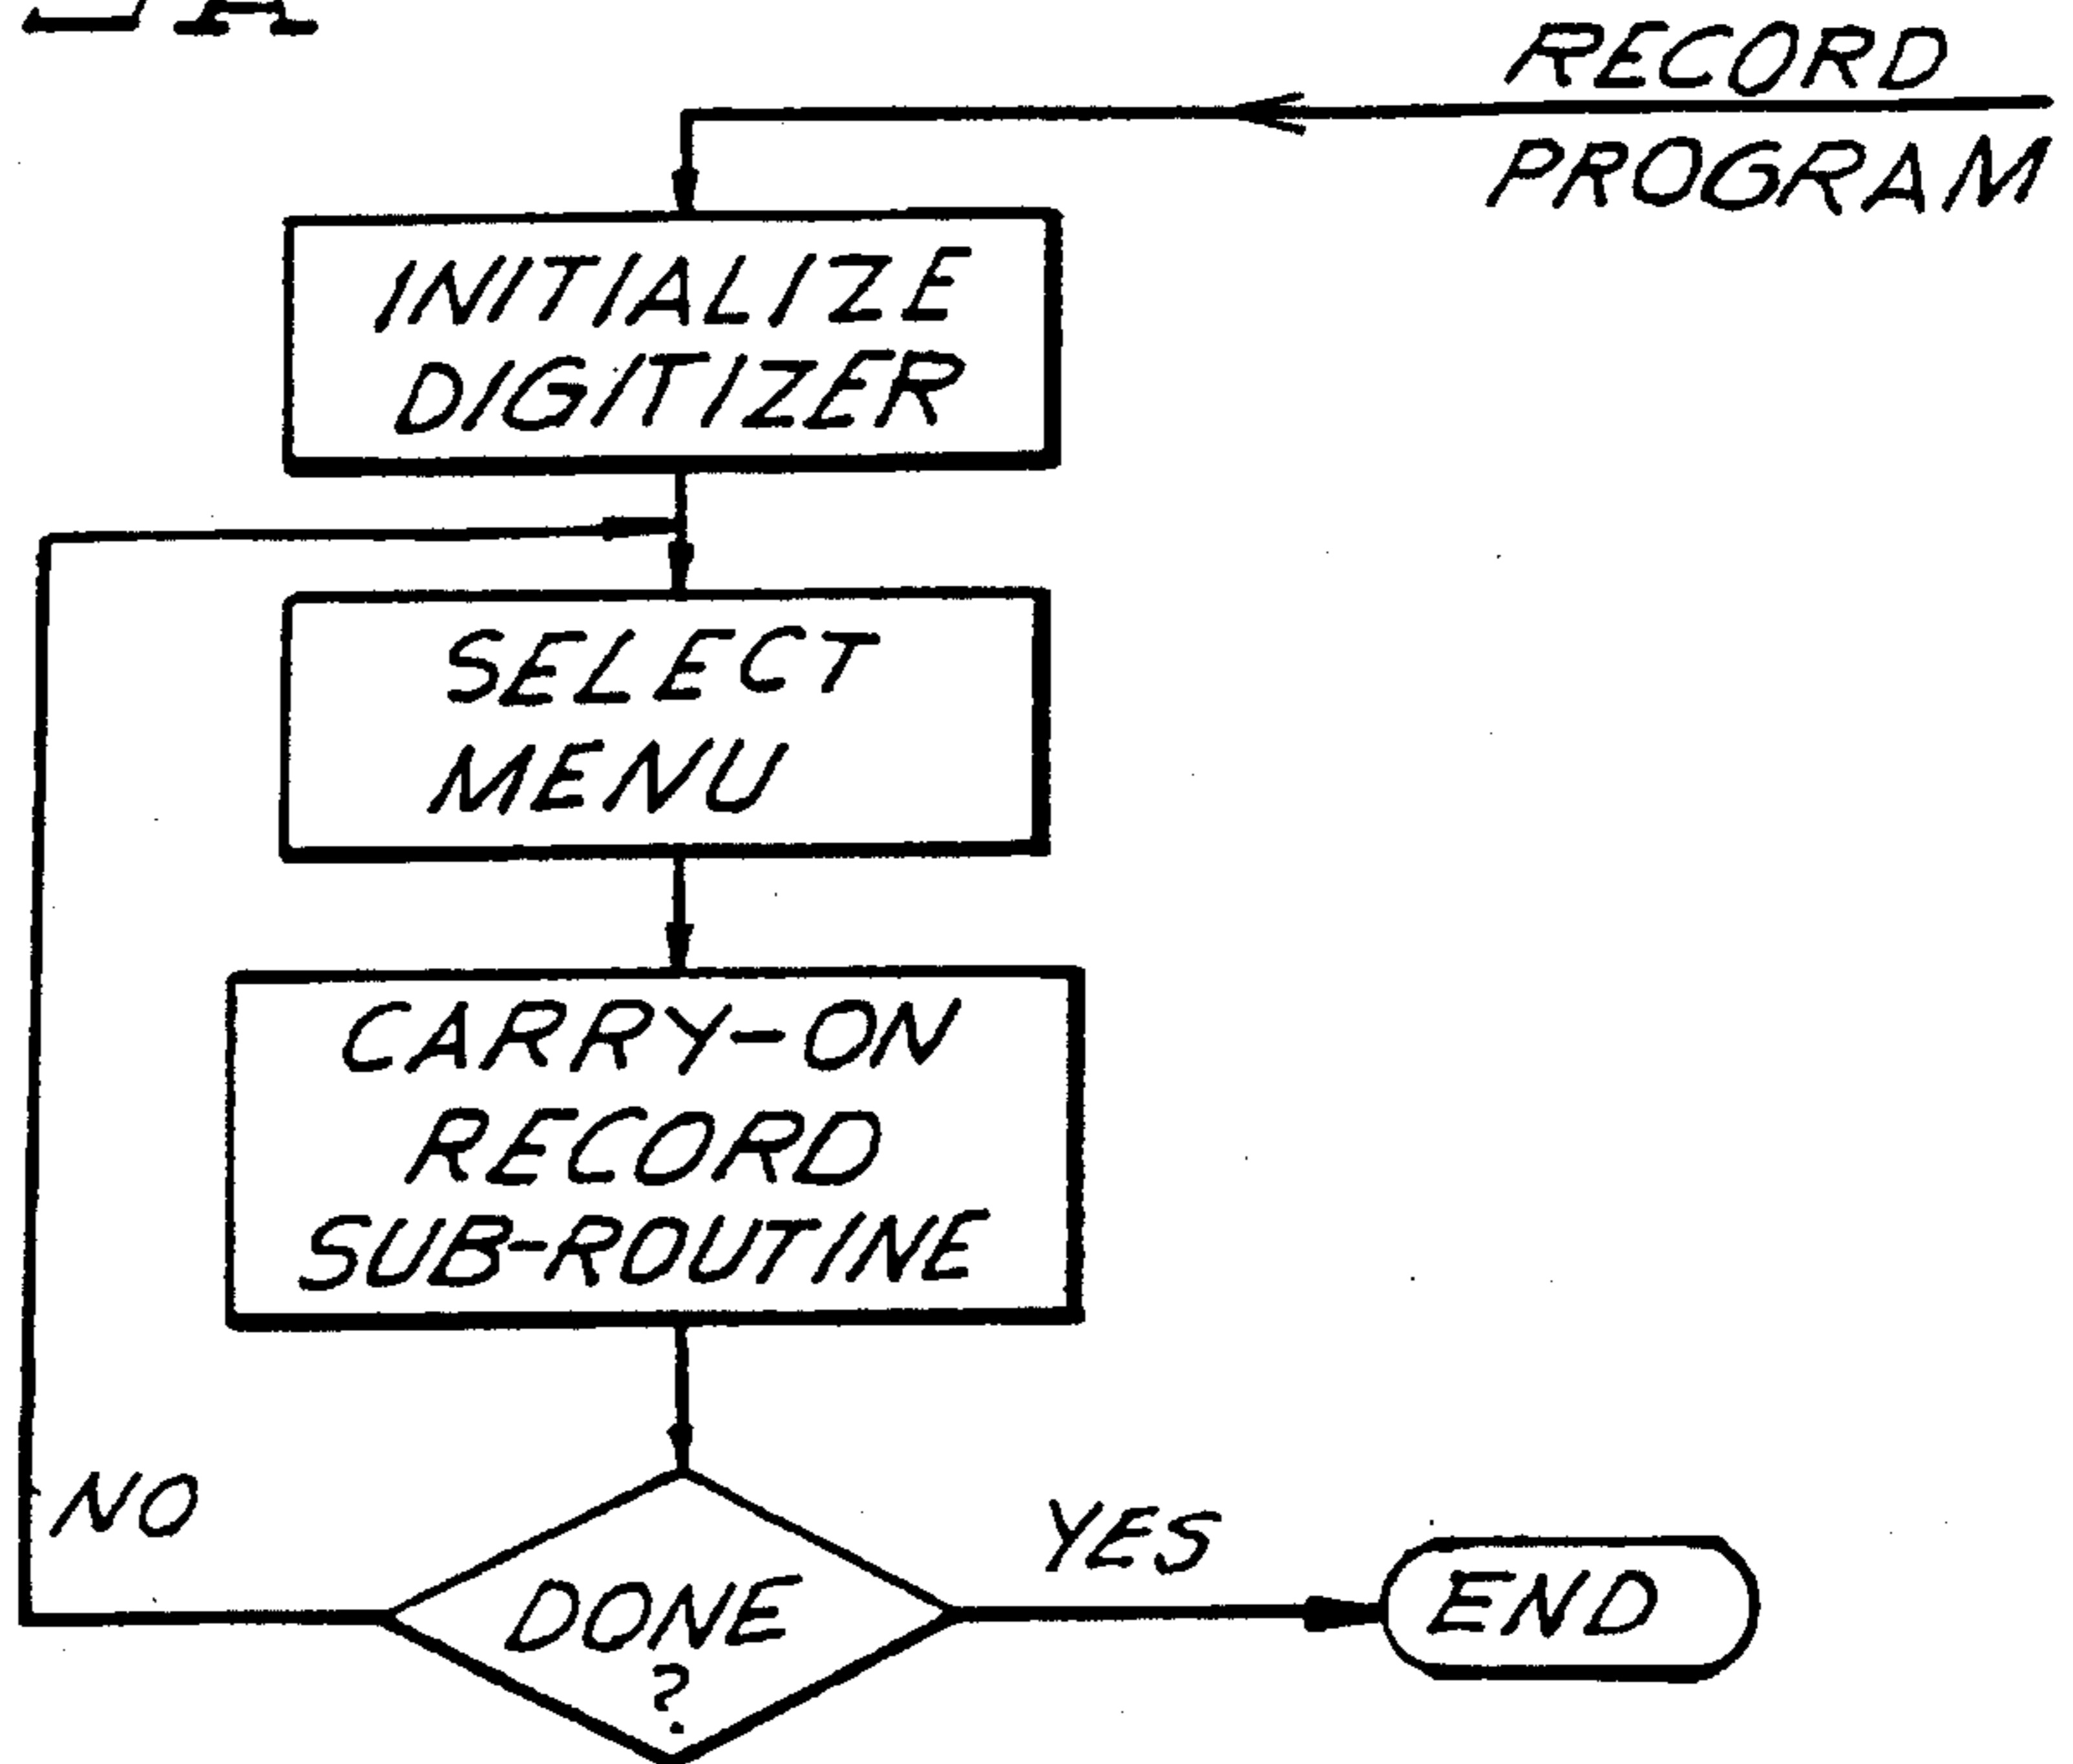 RECORD
PROGRAM
INITIALIZE
DIGITIZER
SELECT
MENU
CARRY-ON
RECORD
SUB-ROUTINE
NO
YES
DONE
?
END